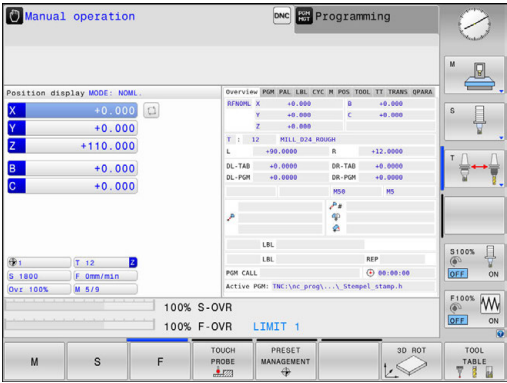 Manual operation
DNC
PGM MGT
Programming
Position display MODE: NOML.
X +0.000
Y +0.000
Z +110.000
B +0.000
C +0.000
1
T 12
Z
S 1800
F 0mm/min
Ovr 100%
M 5/9
Overview PGM PAL LBL CYC M POS TOOL TT TRANS QPARA
RFNOML X +0.000 B +0.000
Y +0.000 C +0.000
Z +0.000
T : 12 MILL_D24_ROUGH
L +90.0000 R +12.0000
DL-TAB +0.0000 DR-TAB +0.0000
DL-PGM +0.0000 DR-PGM +0.0000
M50 M5
P#
LBL
LBL REP
PGM CALL 00:00:00
Active PGM: TNC:\nc_prog\...\_Stempel_stamp.h
100% S-OVR
100% F-OVR LIMIT 1
M
S
T
S100%
OFF ON
F100%
OFF ON
M
S
F
TOUCH PROBE
PRESET MANAGEMENT
3D ROT
TOOL TABLE